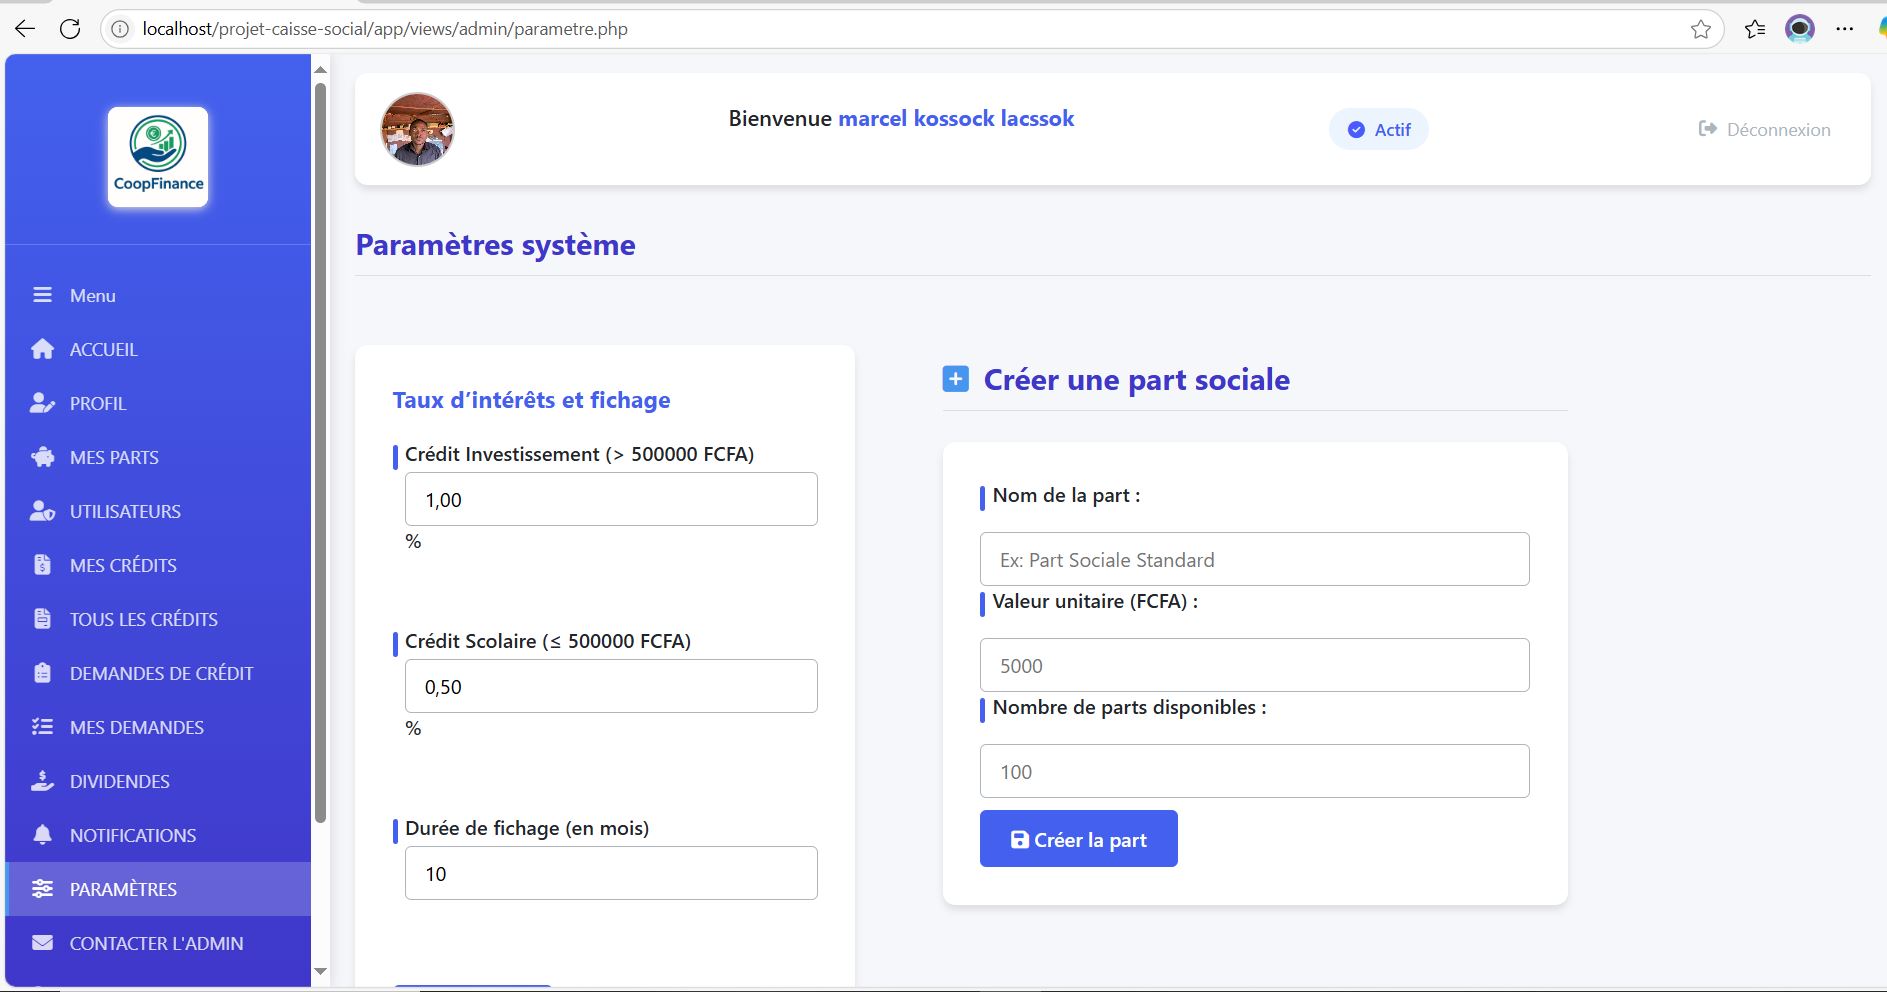 localhost/projet-caisse-social/app/views/admin/parametre.php
CoopFinance
Menu
ACCUEIL
PROFIL
MES PARTS
UTILISATEURS
MES CRÉDITS
TOUS LES CRÉDITS
DEMANDES DE CRÉDIT
MES DEMANDES
DIVIDENDES
NOTIFICATIONS
PARAMÈTRES
CONTACTER L'ADMIN
Bienvenue marcel kossock lacssok
Actif
Déconnexion
Paramètres système
Taux d’intérêts et fichage
Crédit Investissement (> 500000 FCFA)
1,00
%
Crédit Scolaire (≤ 500000 FCFA)
0,50
%
Durée de fichage (en mois)
10
Créer une part sociale
Nom de la part :
Ex: Part Sociale Standard
Valeur unitaire (FCFA) :
5000
Nombre de parts disponibles :
100
Créer la part